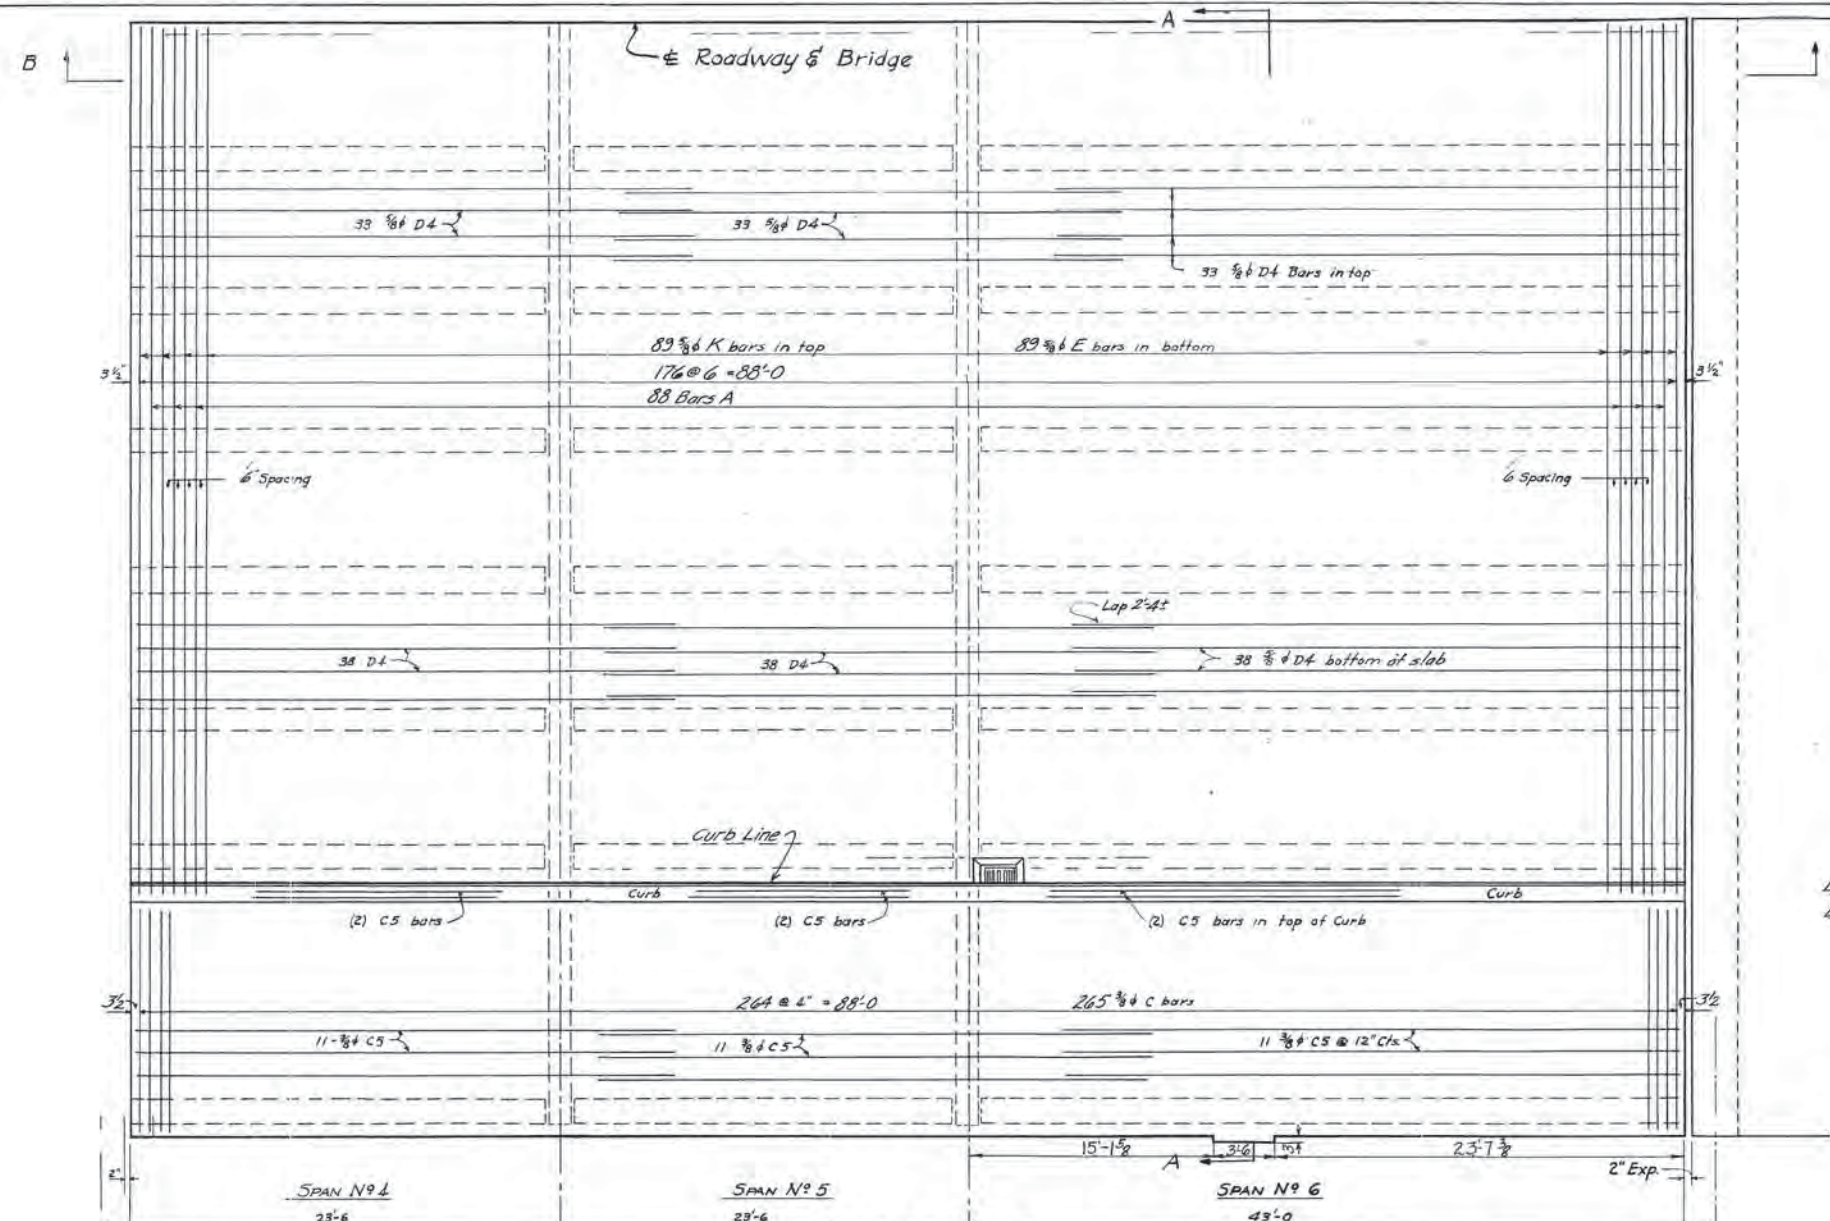 A
B
℄ Roadway & Bridge
33 ⅝ϕ D4
33 ⅝ϕ D4
33 ⅝ϕ D4 Bars in top
89 ⅝ϕ K bars in top
89 ⅝ϕ E bars in bottom
3½"
176 @ 6 = 88'-0
3½"
88 Bars A
6" Spacing
6 Spacing
Lap 2'-4±
38 D4
38 D4
38 ⅝ ϕ D4 bottom of slab
Curb Line
Curb
Curb
(2) C5 bars
(2) C5 bars
(2) C5 bars in top of Curb
3½
264 @ 4" = 88'-0
265 ⅜ϕ C bars
3½
11-⅜ϕ C5
11 ⅜ϕ C5
11 ⅜ϕ C5 @ 12" Cts.
15'-1⅝
3'-6
23'-7⅜
A
2"
2" Exp.
SPAN Nº 4
SPAN Nº 5
SPAN Nº 6
23'-6
23'-6
43'-0